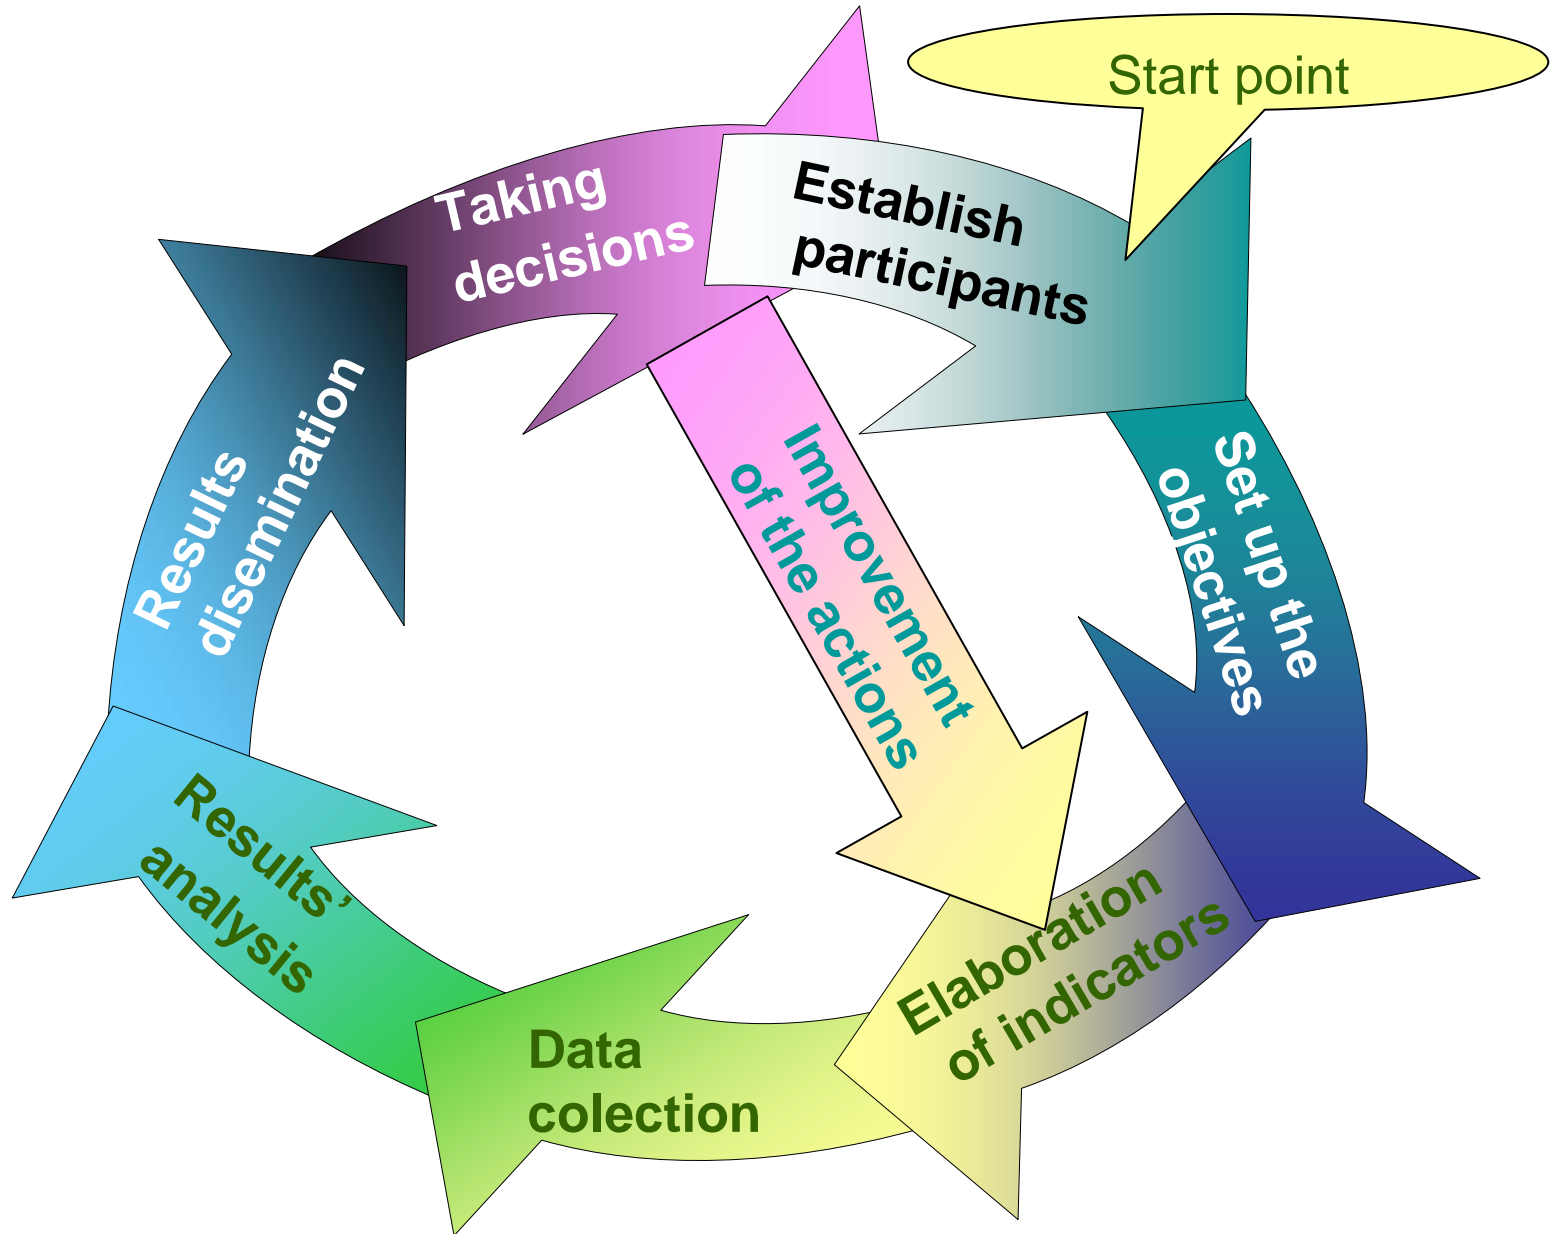 Start point
Establish
participants
Set up the
objectives
Elaboration
of indicators
Data
colection
Results’
analysis
Results
dissemination
Taking
decisions
Improvement
of the actions